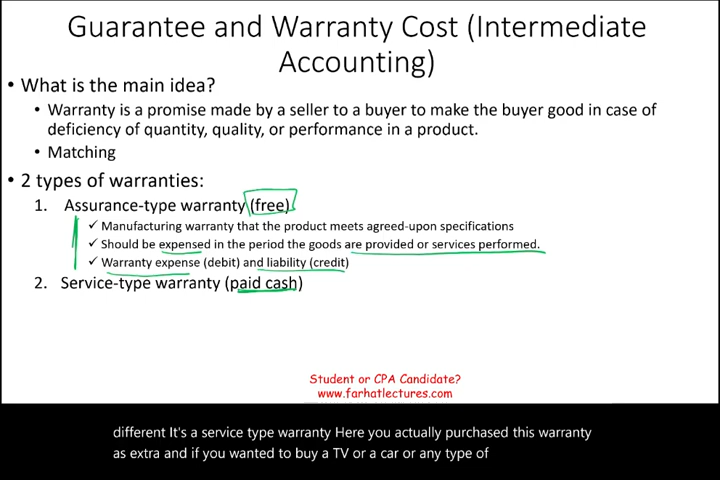 Guarantee and Warranty Cost (Intermediate
Accounting)
• What is the main idea?
• Warranty is a promise made by a seller to a buyer to make the buyer good in case of
deficiency of quantity, quality, or performance in a product.
• Matching
• 2 types of warranties:
1. Assurance-type warranty (free)
✓ Manufacturing warranty that the product meets agreed-upon specifications
✓ Should be expensed in the period the goods are provided or services performed.
✓ Warranty expense (debit) and liability (credit)
2. Service-type warranty (paid cash)
Student or CPA Candidate?
www.farhatlectures.com
different It's a service type warranty Here you actually purchased this warranty
as extra and if you wanted to buy a TV or a car or any type of